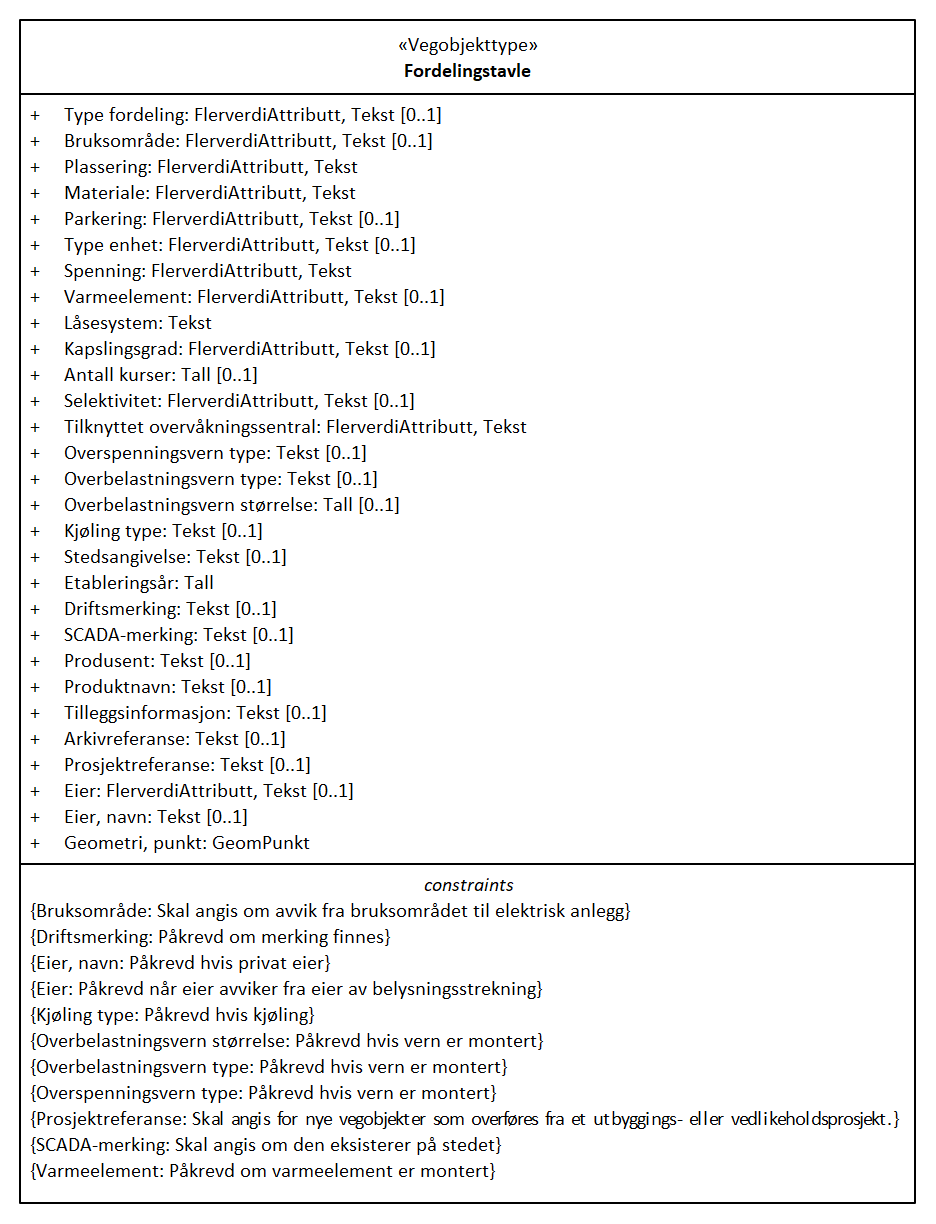 «Vegobjekttype»
Fordelingstavle
+ Type fordeling: FlerverdiAttributt, Tekst [0..1]
+ Bruksområde: FlerverdiAttributt, Tekst [0..1]
+ Plassering: FlerverdiAttributt, Tekst
+ Materiale: FlerverdiAttributt, Tekst
+ Parkering: FlerverdiAttributt, Tekst [0..1]
+ Type enhet: FlerverdiAttributt, Tekst [0..1]
+ Spenning: FlerverdiAttributt, Tekst
+ Varmeelement: FlerverdiAttributt, Tekst [0..1]
+ Låsesystem: Tekst
+ Kapslingsgrad: FlerverdiAttributt, Tekst [0..1]
+ Antall kurser: Tall [0..1]
+ Selektivitet: FlerverdiAttributt, Tekst [0..1]
+ Tilknyttet overvåkningssentral: FlerverdiAttributt, Tekst
+ Overspenningsvern type: Tekst [0..1]
+ Overbelastningsvern type: Tekst [0..1]
+ Overbelastningsvern størrelse: Tall [0..1]
+ Kjøling type: Tekst [0..1]
+ Stedsangivelse: Tekst [0..1]
+ Etableringsår: Tall
+ Driftsmerking: Tekst [0..1]
+ SCADA-merking: Tekst [0..1]
+ Produsent: Tekst [0..1]
+ Produktnavn: Tekst [0..1]
+ Tilleggsinformasjon: Tekst [0..1]
+ Arkivreferanse: Tekst [0..1]
+ Prosjektreferanse: Tekst [0..1]
+ Eier: FlerverdiAttributt, Tekst [0..1]
+ Eier, navn: Tekst [0..1]
+ Geometri, punkt: GeomPunkt
constraints
{Bruksområde: Skal angis om avvik fra bruksområdet til elektrisk anlegg}
{Driftsmerking: Påkrevd om merking finnes}
{Eier, navn: Påkrevd hvis privat eier}
{Eier: Påkrevd når eier avviker fra eier av belysningsstrekning}
{Kjøling type: Påkrevd hvis kjøling}
{Overbelastningsvern størrelse: Påkrevd hvis vern er montert}
{Overbelastningsvern type: Påkrevd hvis vern er montert}
{Overspenningsvern type: Påkrevd hvis vern er montert}
{Prosjektreferanse: Skal angis for nye vegobjekter som overføres fra et utbyggings- eller vedlikeholdsprosjekt.}
{SCADA-merking: Skal angis om den eksisterer på stedet}
{Varmeelement: Påkrevd om varmeelement er montert}